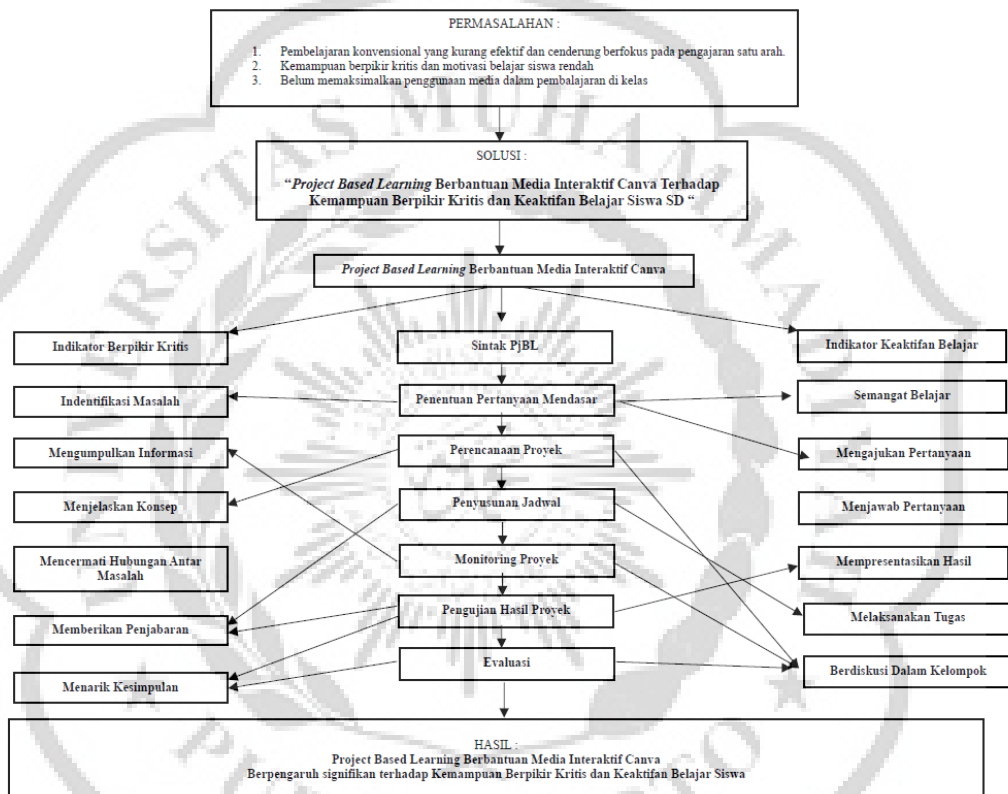 PERMASALAHAN :
1. Pembelajaran konvensional yang kurang efektif dan cenderung berfokus pada pengajaran satu arah.
2. Kemampuan berpikir kritis dan motivasi belajar siswa rendah
3. Belum memaksimalkan penggunaan media dalam pembalajaran di kelas
SOLUSI :
“Project Based Learning Berbantuan Media Interaktif Canva Terhadap
Kemampuan Berpikir Kritis dan Keaktifan Belajar Siswa SD “
Project Based Learning Berbantuan Media Interaktif Canva
Indikator Berpikir Kritis
Sintak PjBL
Indikator Keaktifan Belajar
Indentifikasi Masalah
Penentuan Pertanyaan Mendasar
Semangat Belajar
Mengumpulkan Informasi
Perencanaan Proyek
Mengajukan Pertanyaan
Menjelaskan Konsep
Penyusunan Jadwal
Menjawab Pertanyaan
Mencermati Hubungan Antar
Masalah
Monitoring Proyek
Mempresentasikan Hasil
Memberikan Penjabaran
Pengujian Hasil Proyek
Melaksanakan Tugas
Menarik Kesimpulan
Evaluasi
Berdiskusi Dalam Kelompok
HASIL :
Project Based Learning Berbantuan Media Interaktif Canva
Berpengaruh signifikan terhadap Kemampuan Berpikir Kritis dan Keaktifan Belajar Siswa